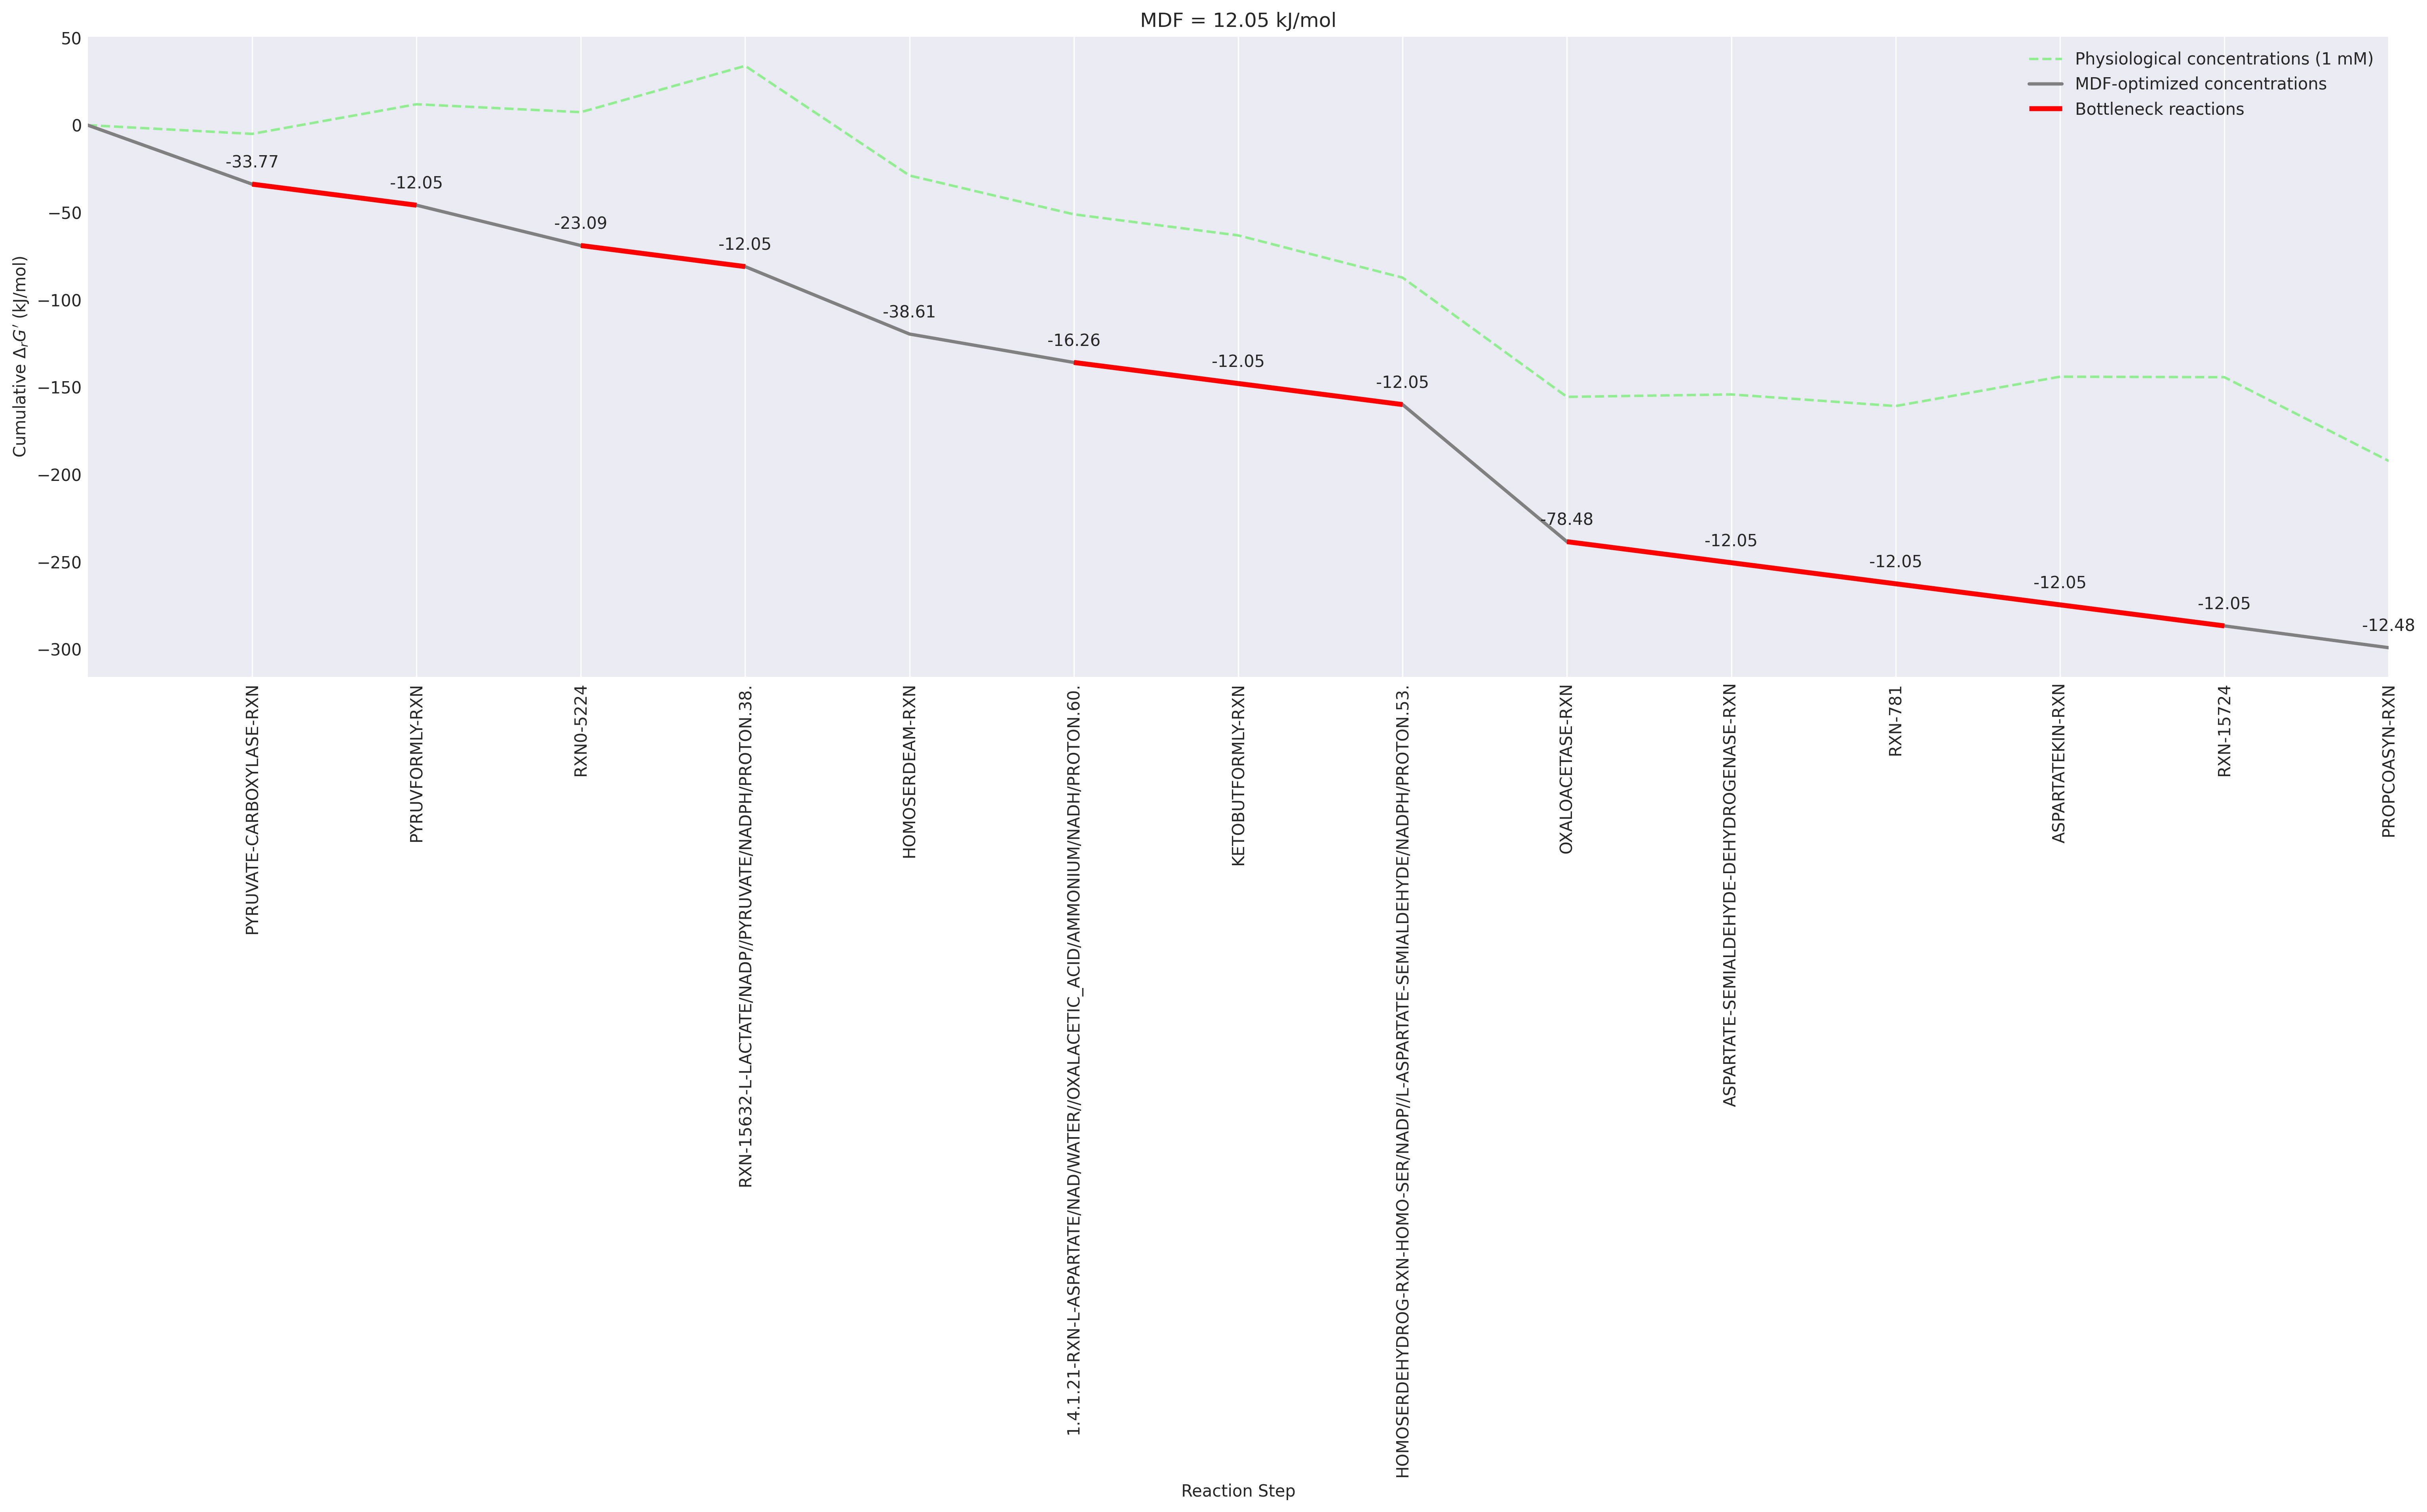 MDF = 12.05 kJ/mol
Physiological concentrations (1 mM)
MDF-optimized concentrations
Bottleneck reactions
Cumulative ΔrG′ (kJ/mol)
50
0
−50
−100
−150
−200
−250
−300
-33.77
-12.05
-23.09
-12.05
-38.61
-16.26
-12.05
-12.05
-78.48
-12.05
-12.05
-12.05
-12.05
-12.48
PYRUVATE-CARBOXYLASE-RXN
PYRUVFORMLY-RXN
RXN0-5224
RXN-15632-L-LACTATE/NADP//PYRUVATE/NADPH/PROTON.38.
HOMOSERDEAM-RXN
1.4.1.21-RXN-L-ASPARTATE/NAD/WATER//OXALACETIC_ACID/AMMONIUM/NADH/PROTON.60.
KETOBUTFORMLY-RXN
HOMOSERDEHYDROG-RXN-HOMO-SER/NADP//L-ASPARTATE-SEMIALDEHYDE/NADPH/PROTON.53.
OXALOACETASE-RXN
ASPARTATE-SEMIALDEHYDE-DEHYDROGENASE-RXN
RXN-781
ASPARTATEKIN-RXN
RXN-15724
PROPCOASYN-RXN
Reaction Step